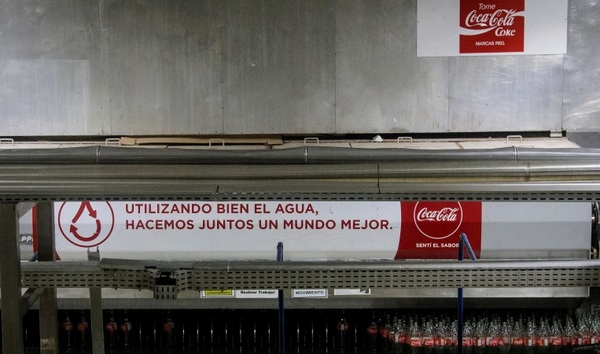 Tome
Coca-Cola
Coke
MARCAS REG.
UTILIZANDO BIEN EL AGUA,
HACEMOS JUNTOS UN MUNDO MEJOR.
Coca-Cola
SENTÍ EL SABOR
MOVIMIENTO